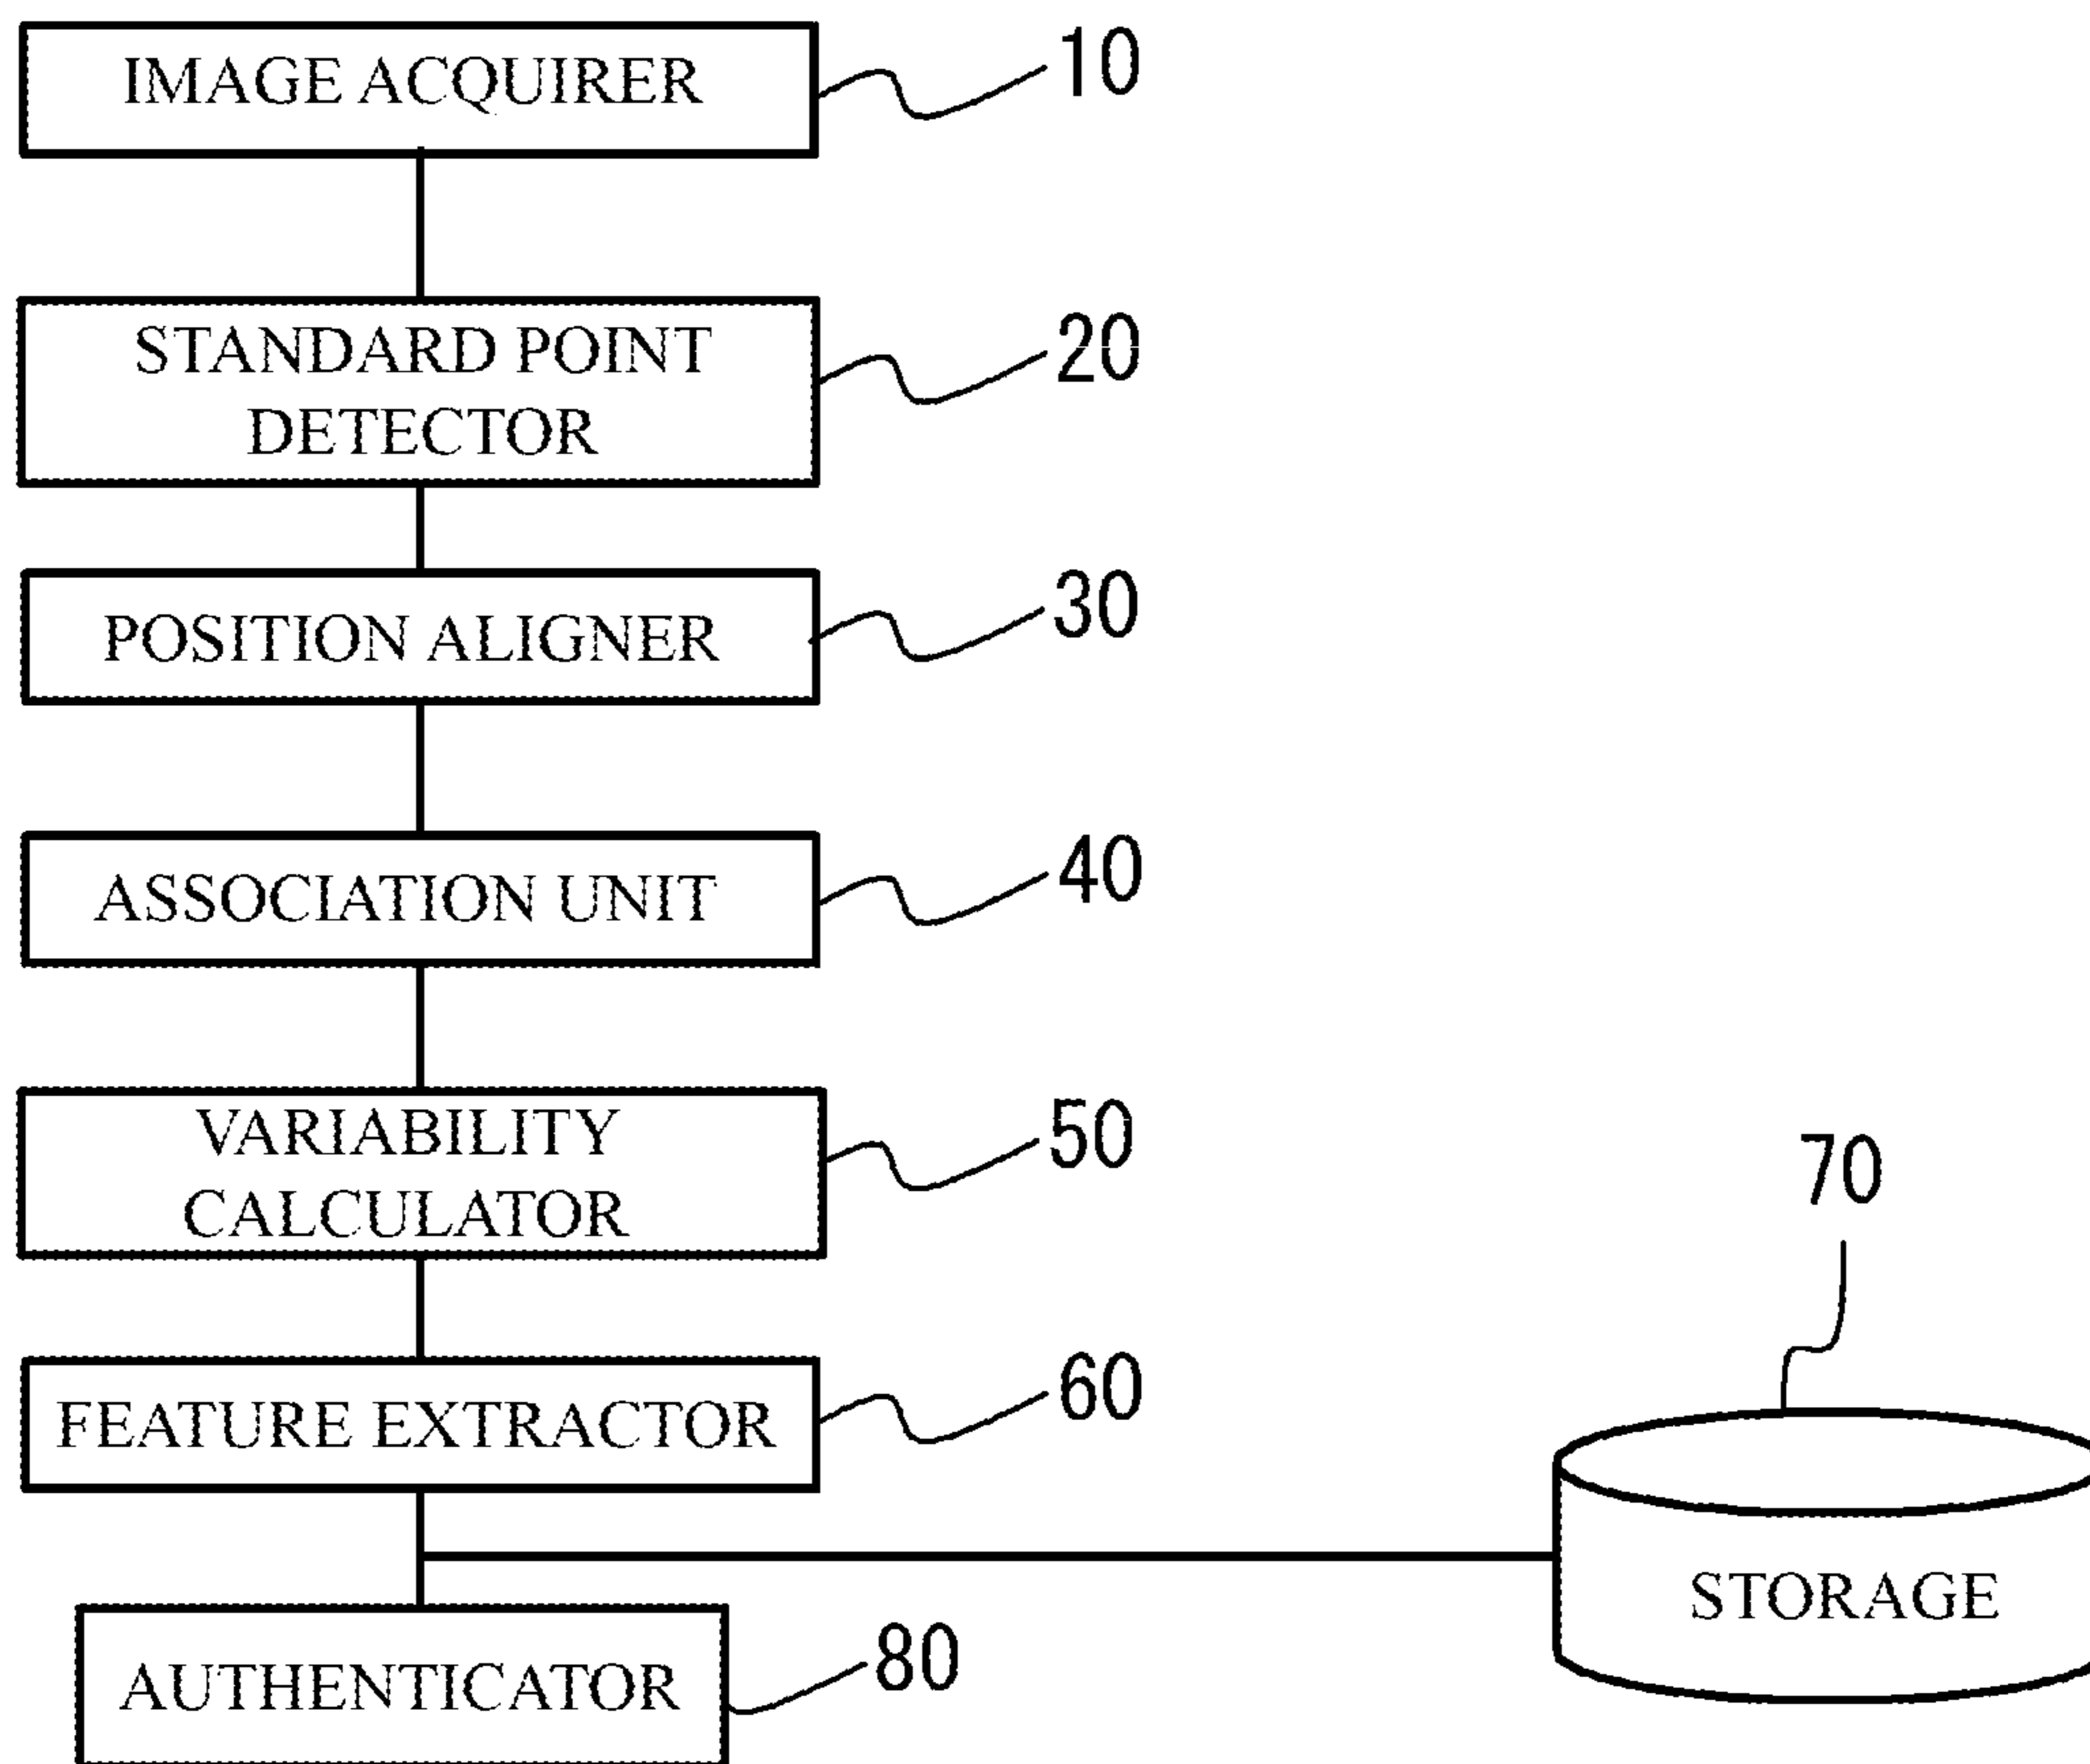 IMAGE ACQUIRER
10
STANDARD POINT
DETECTOR
20
POSITION ALIGNER
30
ASSOCIATION UNIT
40
VARIABILITY
CALCULATOR
50
70
FEATURE EXTRACTOR
60
STORAGE
AUTHENTICATOR
80